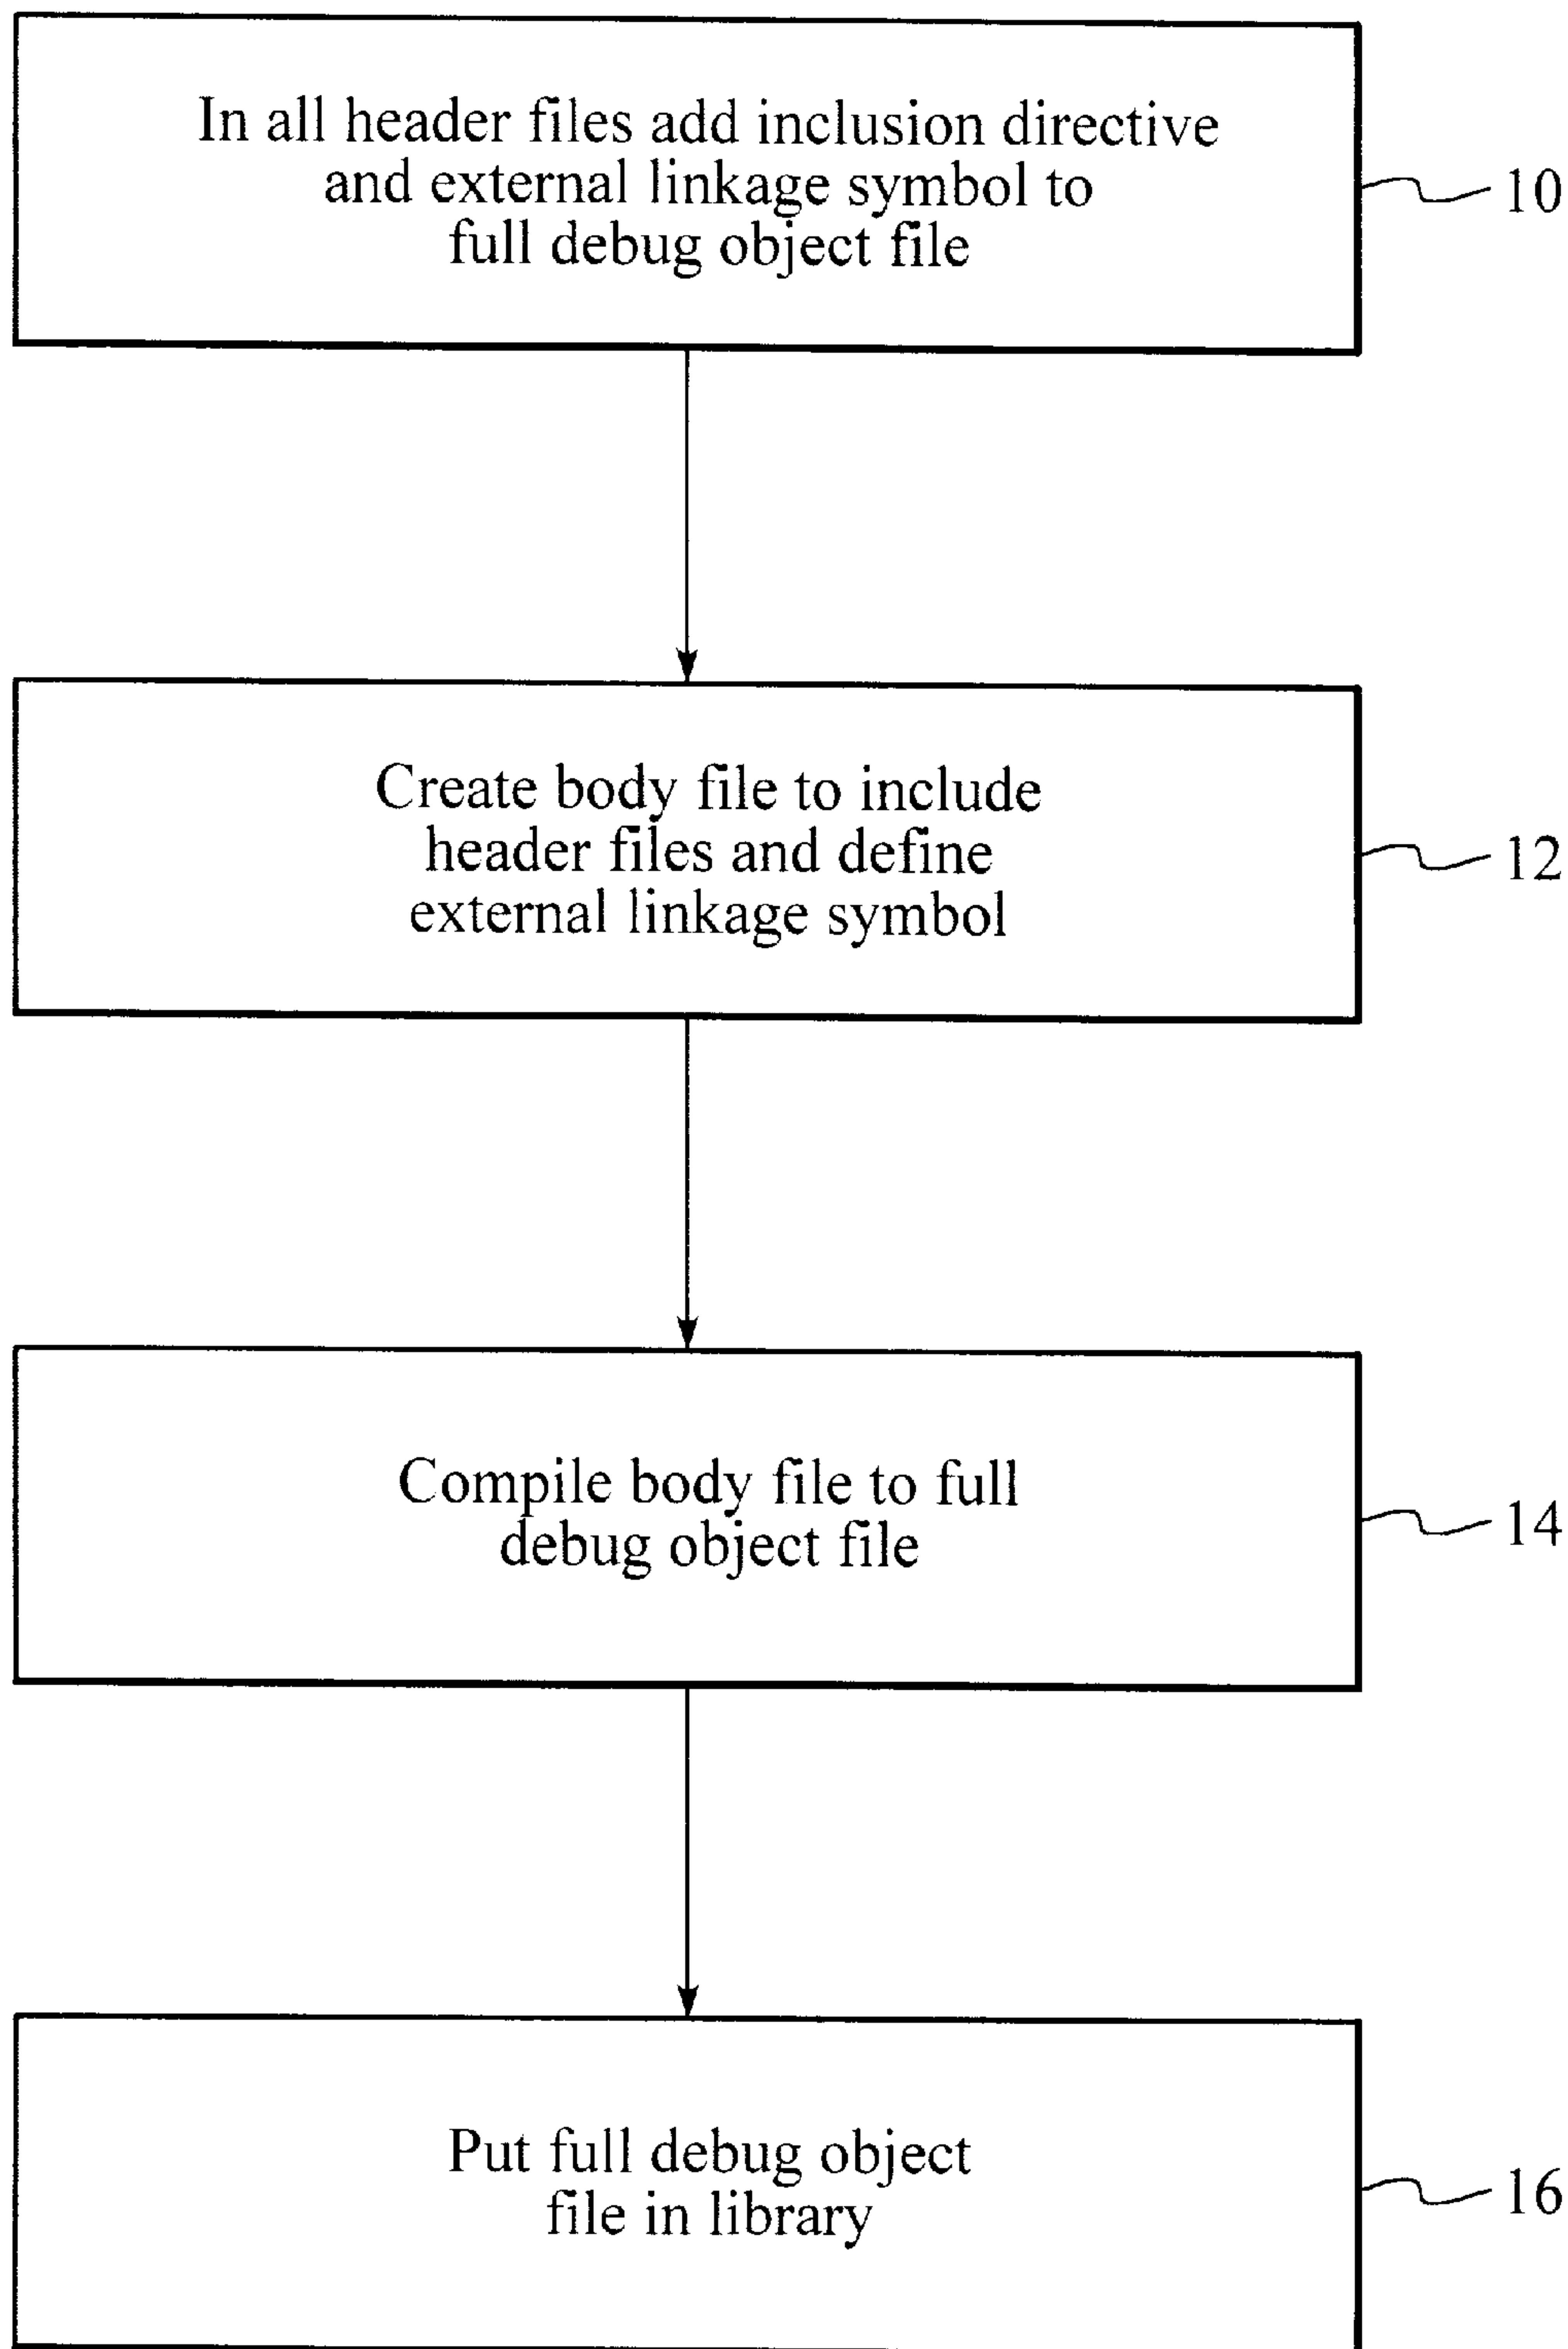 In all header files add inclusion directive
and external linkage symbol to
full debug object file
10
Create body file to include
header files and define
external linkage symbol
12
Compile body file to full
debug object file
14
Put full debug object
file in library
16